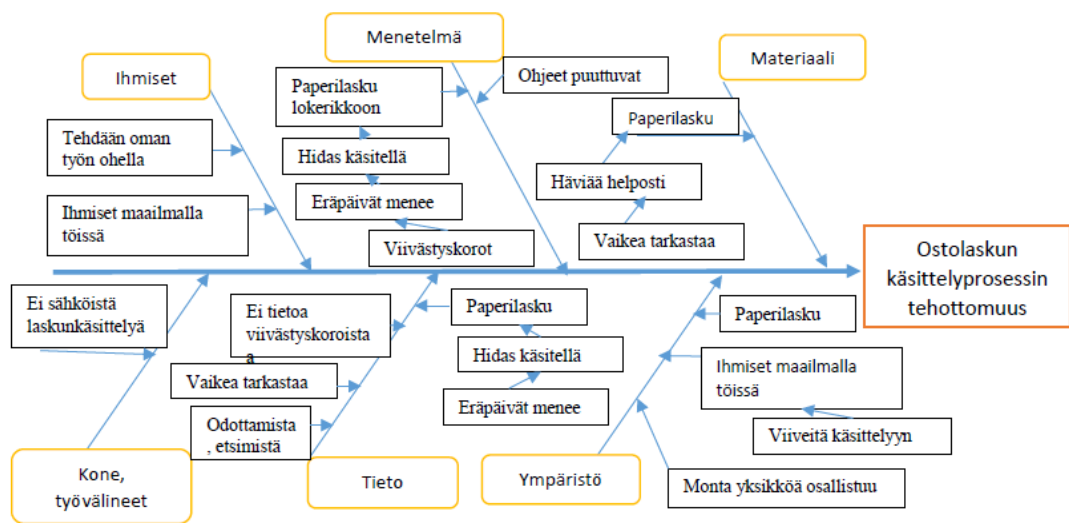 Ihmiset
Menetelmä
Materiaali
Tehdään oman
työn ohella
Ihmiset maailmalla
töissä
Paperilasku
lokerikkoon
Hidas käsitellä
Eräpäivät menee
Viivästyskorot
Ohjeet puuttuvat
Paperilasku
Häviää helposti
Vaikea tarkastaa
Ostolaskun
käsittelyprosessin
tehottomuus
Ei sähköistä
laskunkäsittelyä
Ei tietoa
viivästyskoroista
a
Vaikea tarkastaa
Odottamista
, etsimistä
Paperilasku
Hidas käsitellä
Eräpäivät menee
Paperilasku
Ihmiset maailmalla
töissä
Viiveitä käsittelyyn
Monta yksikköä osallistuu
Kone,
työvälineet
Tieto
Ympäristö